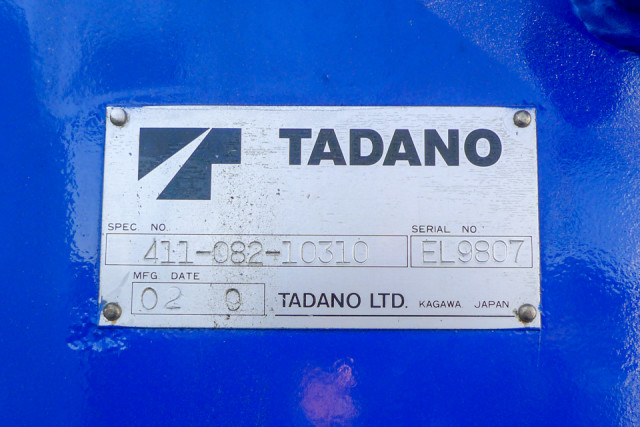 TADANO
SPEC NO. SERIAL NO.
411-082-10310 EL9807
MFG DATE
02 0 TADANO LTD. KAGAWA JAPAN